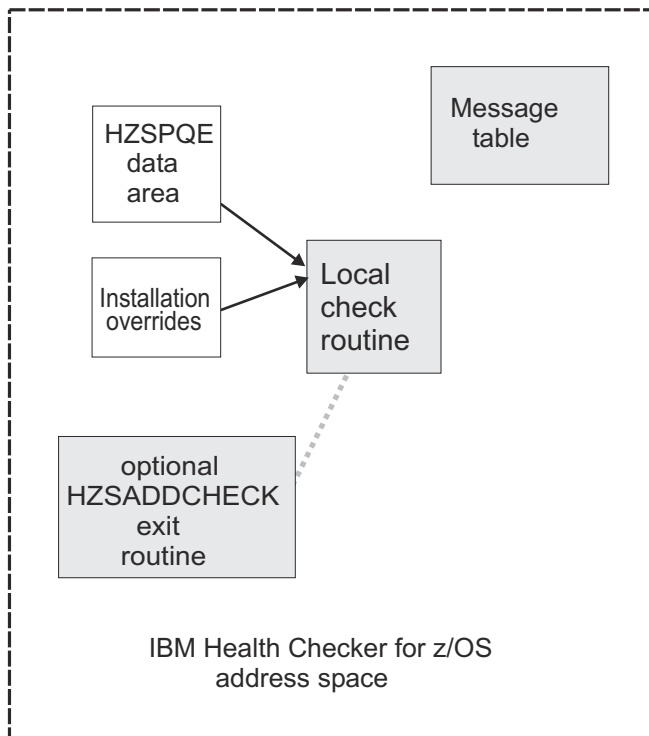 HZSPQE
data
area
Message
table
Installation
overrides
Local
check
routine
optional
HZSADDCHECK
exit
routine
IBM Health Checker for z/OS
address space